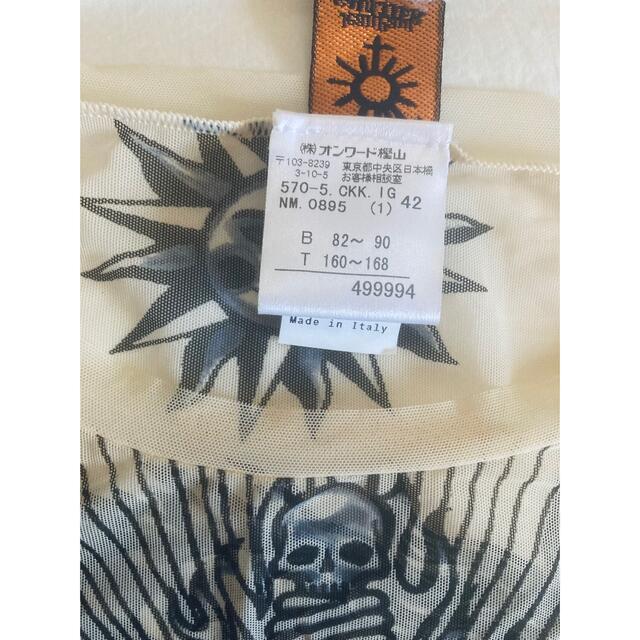 GAULTIER
㈱オンワード樫山
〒103-8239 東京都中央区日本橋
3-10-5 お客様相談室
570-5.CKK.IG 42
NM. 0895 (1)
B 82〜 90
T 160〜168
499994
Made in Italy